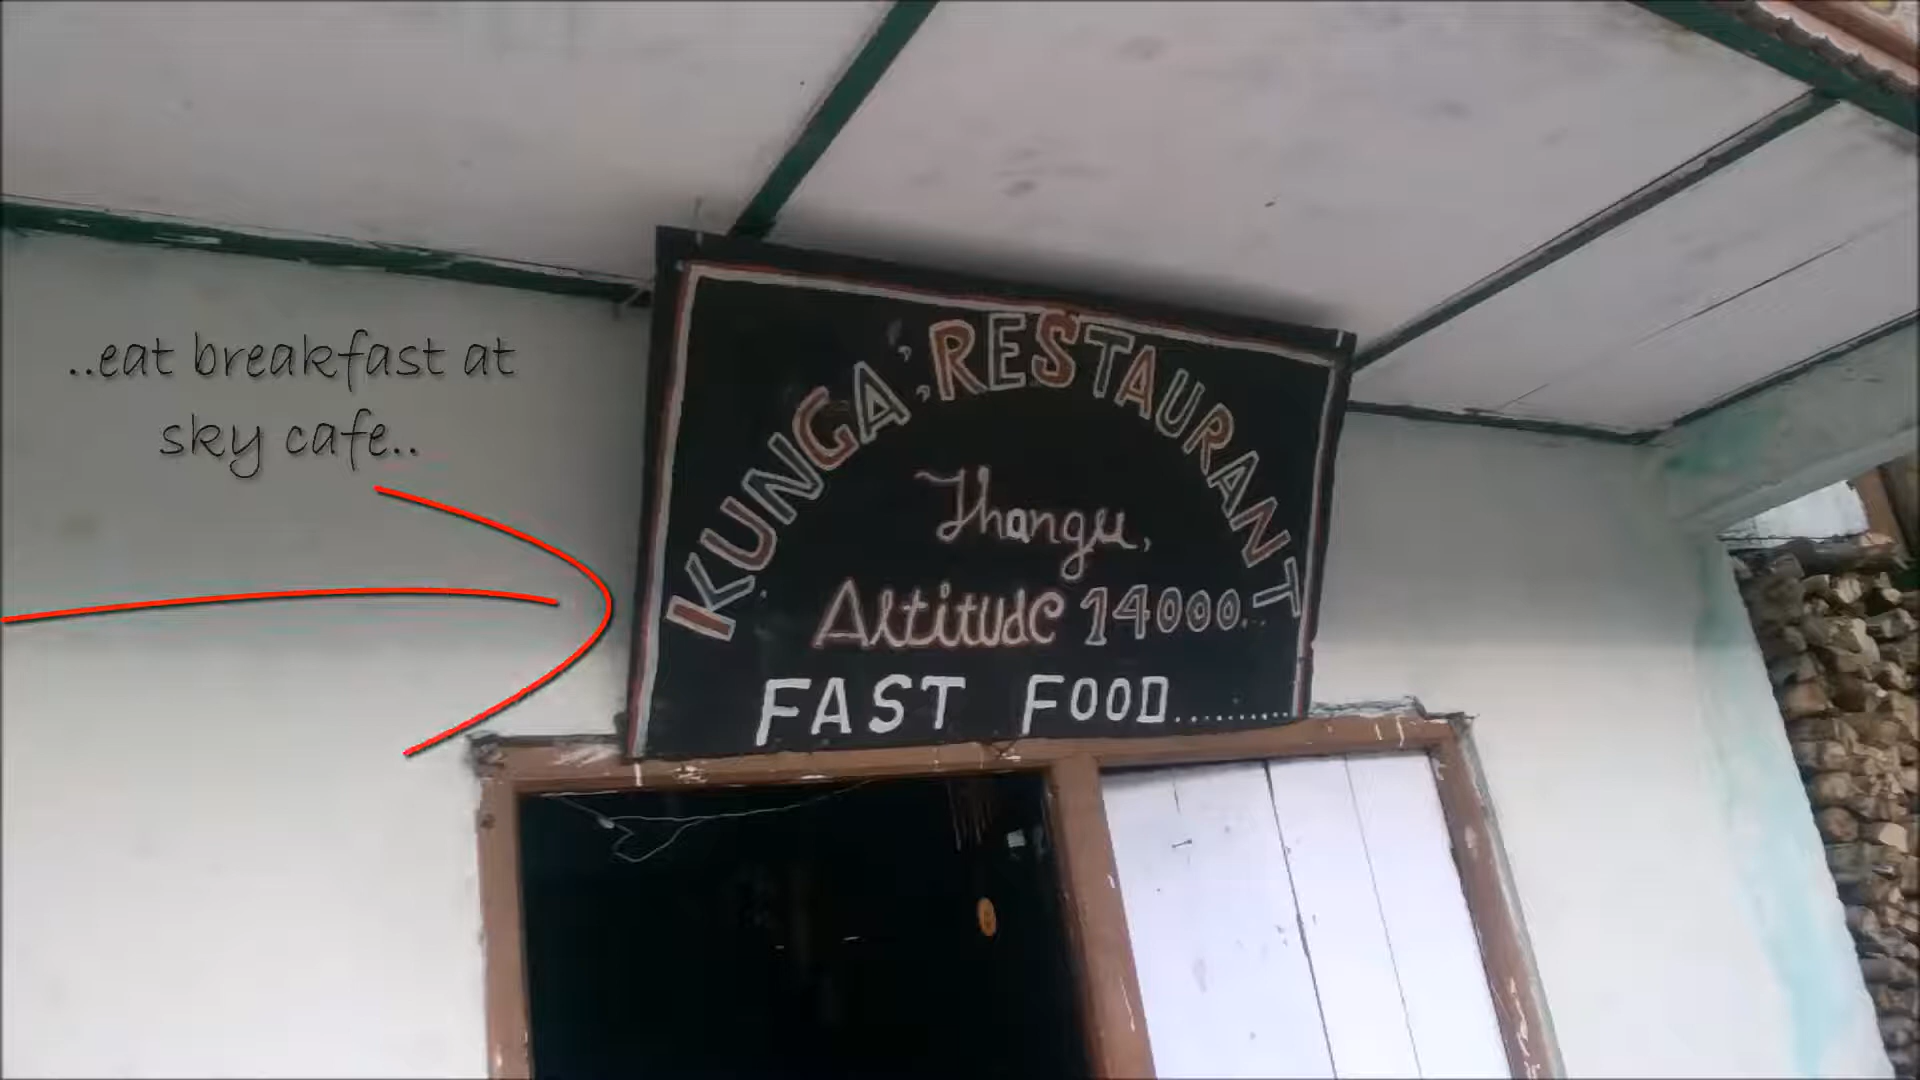 ..eat breakfast at
sky cafe..
KUNGA; RESTAURANT
Thangu,
Altitude 14000...
FAST FOOD..........